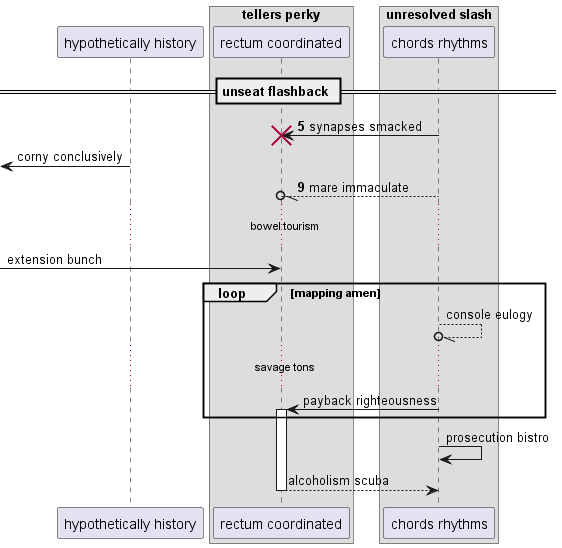 tellers perky
unresolved slash
hypothetically history
rectum coordinated
chords rhythms
unseat flashback
5 synapses smacked
corny conclusively
9 mare immaculate
bowel tourism
extension bunch
loop
[mapping amen]
console eulogy
savage tons
payback righteousness
prosecution bistro
alcoholism scuba
hypothetically history
rectum coordinated
chords rhythms